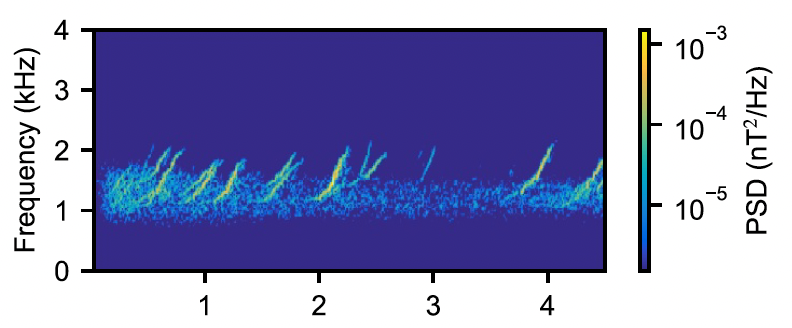 Frequency (kHz)
4
3
2
1
0
1 2 3 4
10⁻³
10⁻⁴
10⁻⁵
PSD (nT²/Hz)